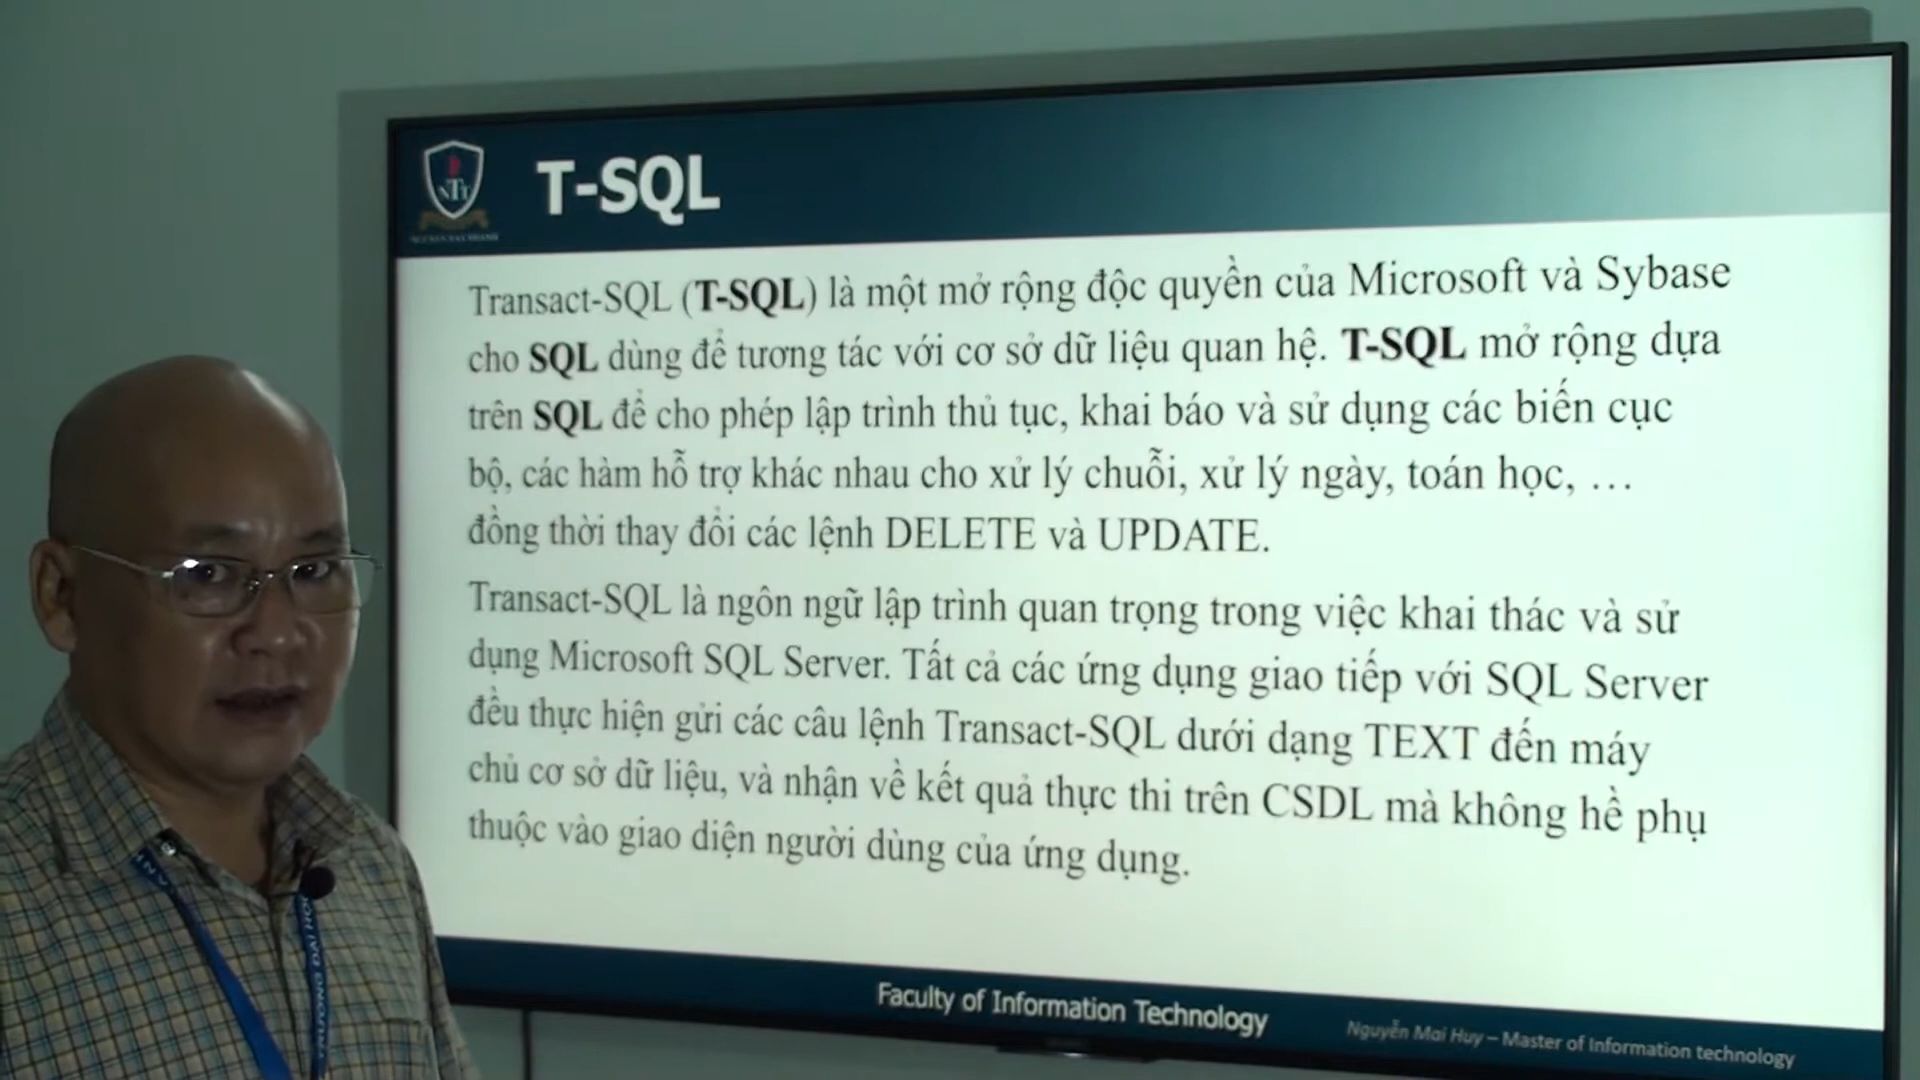 NTT
T-SQL
Transact-SQL (T-SQL) là một mở rộng độc quyền của Microsoft và Sybase
cho SQL dùng để tương tác với cơ sở dữ liệu quan hệ. T-SQL mở rộng dựa
trên SQL để cho phép lập trình thủ tục, khai báo và sử dụng các biến cục
bộ, các hàm hỗ trợ khác nhau cho xử lý chuỗi, xử lý ngày, toán học, …
đồng thời thay đổi các lệnh DELETE và UPDATE.
Transact-SQL là ngôn ngữ lập trình quan trọng trong việc khai thác và sử
dụng Microsoft SQL Server. Tất cả các ứng dụng giao tiếp với SQL Server
đều thực hiện gửi các câu lệnh Transact-SQL dưới dạng TEXT đến máy
chủ cơ sở dữ liệu, và nhận về kết quả thực thi trên CSDL mà không hề phụ
thuộc vào giao diện người dùng của ứng dụng.
Faculty of Information Technology
Nguyễn Mai Huy – Master of Information technology
TRƯỜNG ĐẠI HỌC